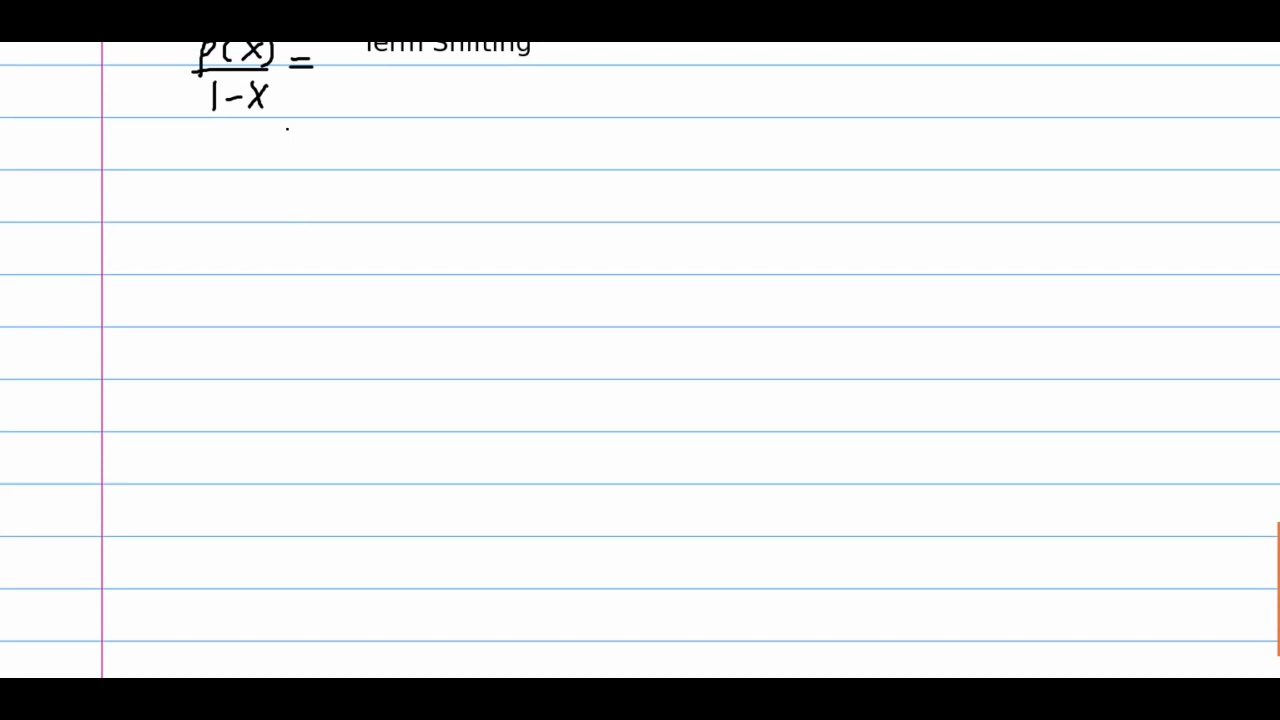 Term Shifting
p(x)/1-x =